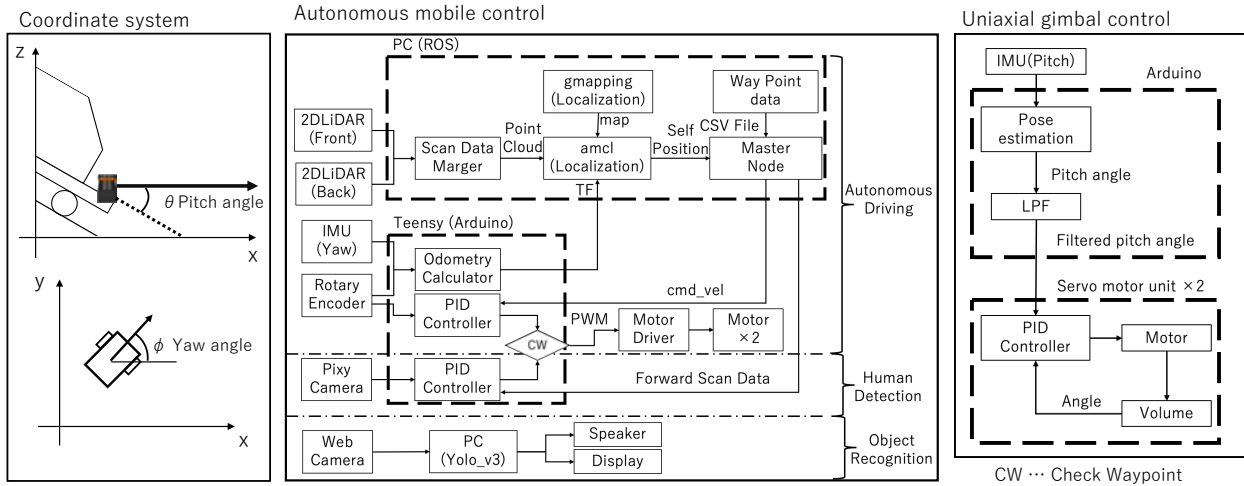 Coordinate system
z
θ Pitch angle
x
y
ϕ Yaw angle
x
Autonomous mobile control
PC (ROS)
gmapping
(Localization)
Way Point
data
2DLiDAR
(Front)
map
CSV File
Point
Cloud
Self
Position
Scan Data
Marger
amcl
(Localization)
Master
Node
2DLiDAR
(Back)
TF
Autonomous
Driving
Teensy (Arduino)
IMU
(Yaw)
Odometry
Calculator
Rotary
Encoder
cmd_vel
PID
Controller
PWM
Motor
Driver
Motor
×2
CW
Pixy
Camera
PID
Controller
Forward Scan Data
Human
Detection
Web
Camera
PC
(Yolo_v3)
Speaker
Display
Object
Recognition
Uniaxial gimbal control
IMU(Pitch)
Arduino
Pose
estimation
Pitch angle
LPF
Filtered pitch angle
Servo motor unit ×2
PID
Controller
Motor
Angle
Volume
CW … Check Waypoint